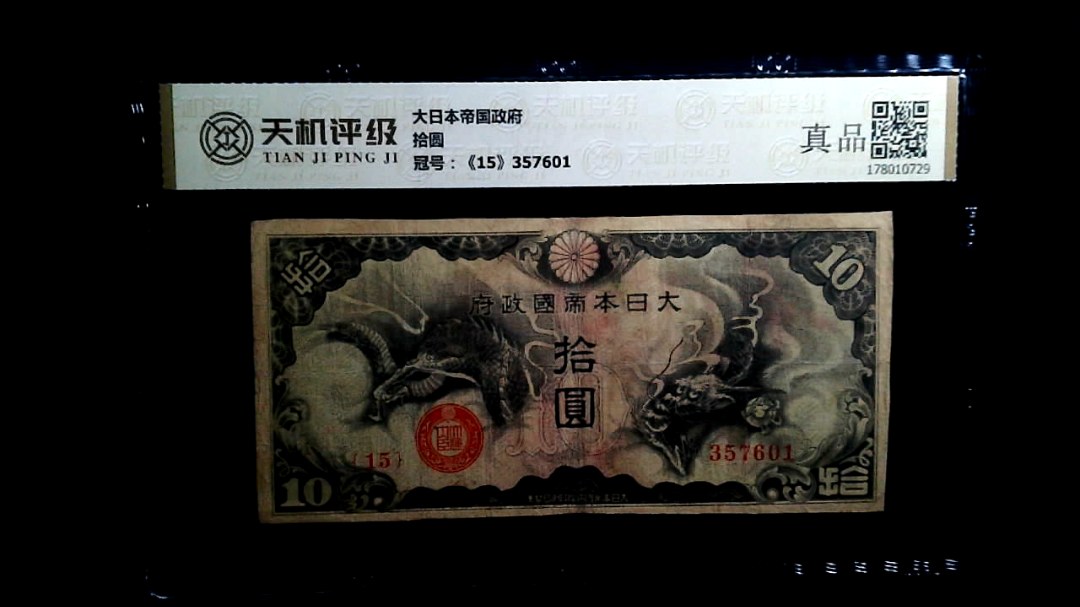 天机评级
TIAN JI PING JI
大日本帝国政府
拾圆
冠号：《15》357601
真品
178010729
拾
10
府政國帝本日大
拾
圓
{15}
357601
10
拾